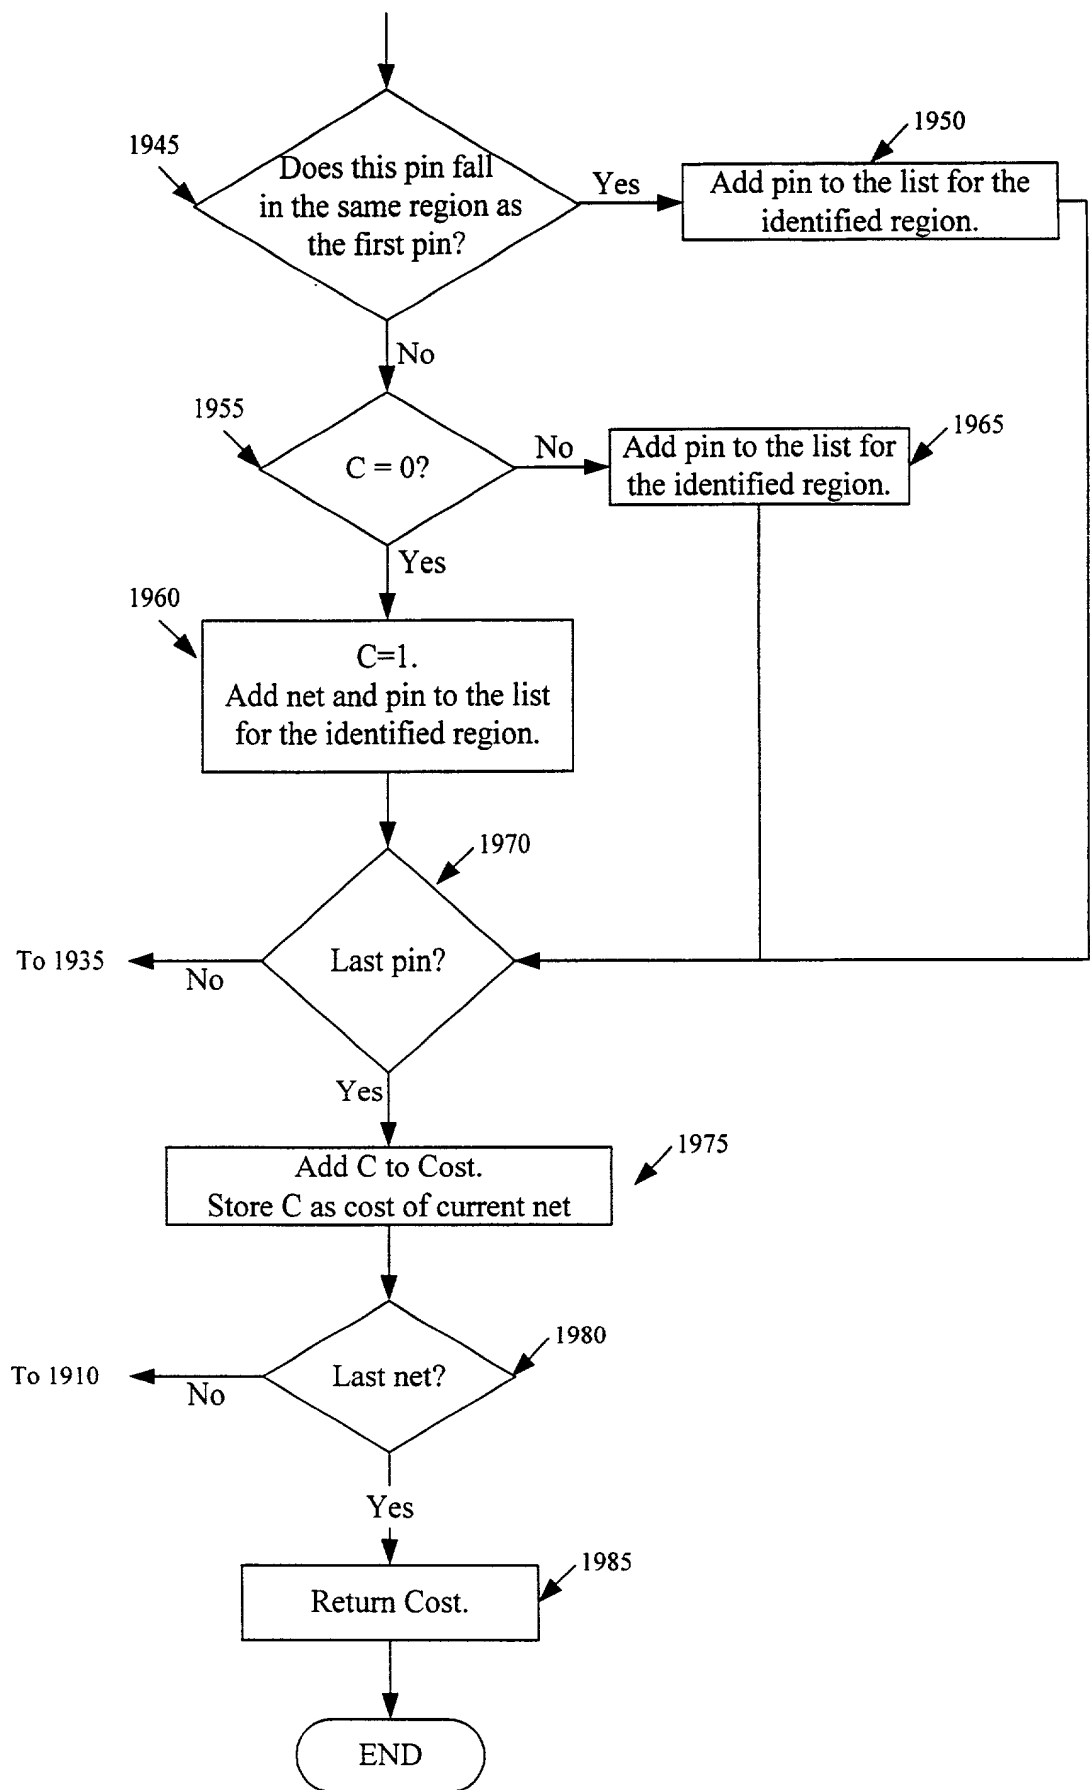 1945
Does this pin fall
in the same region as
the first pin?
Yes
1950
Add pin to the list for the
identified region.
No
1955
C = 0?
No
1965
Add pin to the list for
the identified region.
Yes
1960
C=1.
Add net and pin to the list
for the identified region.
1970
Last pin?
No
To 1935
Yes
1975
Add C to Cost.
Store C as cost of current net
1980
Last net?
No
To 1910
Yes
1985
Return Cost.
END